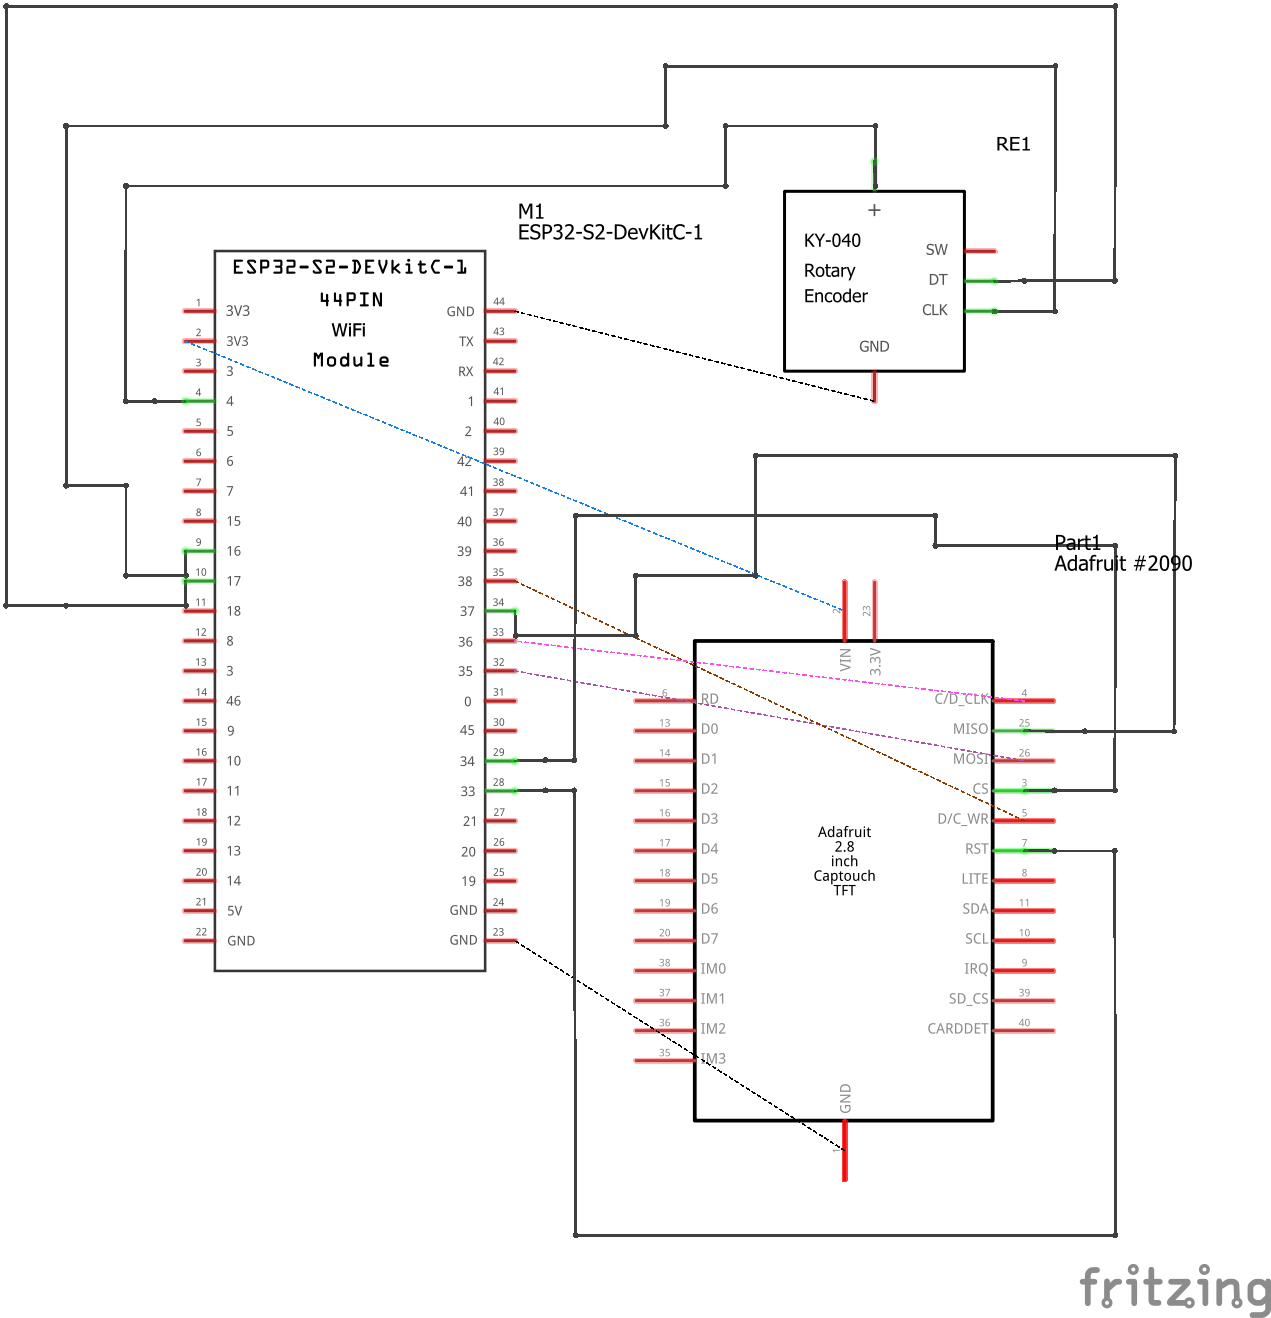 RE1
+
KY-040
Rotary
Encoder
SW
DT
CLK
GND
M1
ESP32-S2-DevKitC-1
ESP32-S2-DEVkitC-1
44PIN
WiFi
Module
1 3V3 GND 44
2 3V3 TX 43
3 3 RX 42
4 4 1 41
5 5 2 40
6 6 42 39
7 7 41 38
8 15 40 37
9 16 39 36
10 17 38 35
11 18 37 34
12 8 36 33
13 3 35 32
14 46 0 31
15 9 45 30
16 10 34 29
17 11 33 28
18 12 21 27
19 13 20 26
20 14 19 25
21 5V GND 24
22 GND GND 23
Part1
Adafruit #2090
2 23
VIN 3.3V
6 RD C/D_CLK 4
13 D0 MISO 25
14 D1 MOSI 26
15 D2 CS 3
16 D3 D/C_WR 5
17 D4 RST 7
18 D5 LITE 8
19 D6 SDA 11
20 D7 SCL 10
38 IM0 IRQ 9
37 IM1 SD_CS 39
36 IM2 CARDDET 40
35 IM3
Adafruit
2.8
inch
Captouch
TFT
GND
1
fritzing